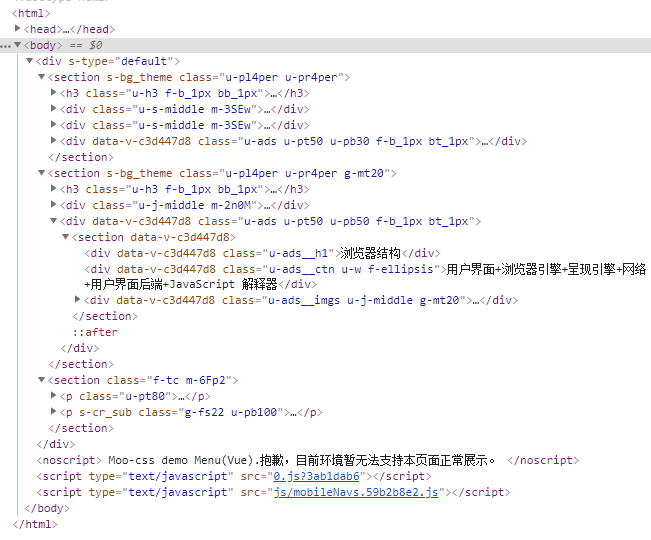 <html>
<head>…</head>
<body> == $0
<div s-type="default">
<section s-bg_theme class="u-pl4per u-pr4per">
<h3 class="u-h3 f-b_1px bb_1px">…</h3>
<div class="u-s-middle m-3SEw">…</div>
<div class="u-s-middle m-3SEw">…</div>
<div data-v-c3d447d8 class="u-ads u-pt50 u-pb30 f-b_1px bt_1px">…</div>
</section>
<section s-bg_theme class="u-pl4per u-pr4per g-mt20">
<h3 class="u-h3 f-b_1px bb_1px">…</h3>
<div class="u-j-middle m-2n0M">…</div>
<div data-v-c3d447d8 class="u-ads u-pt50 u-pb50 f-b_1px bt_1px">
<section data-v-c3d447d8>
<div data-v-c3d447d8 class="u-ads__h1">浏览器结构</div>
<div data-v-c3d447d8 class="u-ads__ctn u-w f-ellipsis">用户界面+浏览器引擎+呈现引擎+网络
+用户界面后端+JavaScript 解释器</div>
<div data-v-c3d447d8 class="u-ads__imgs u-j-middle g-mt20">…</div>
</section>
::after
</div>
</section>
<section class="f-tc m-6Fp2">
<p class="u-pt80">…</p>
<p s-cr_sub class="g-fs22 u-pb100">…</p>
</section>
</div>
<noscript> Moo-css demo Menu(Vue).抱歉，目前环境暂无法支持本页面正常展示。 </noscript>
<script type="text/javascript" src="0.js?3ab1dab6"></script>
<script type="text/javascript" src="js/mobileNavs.59b2b8e2.js"></script>
</body>
</html>